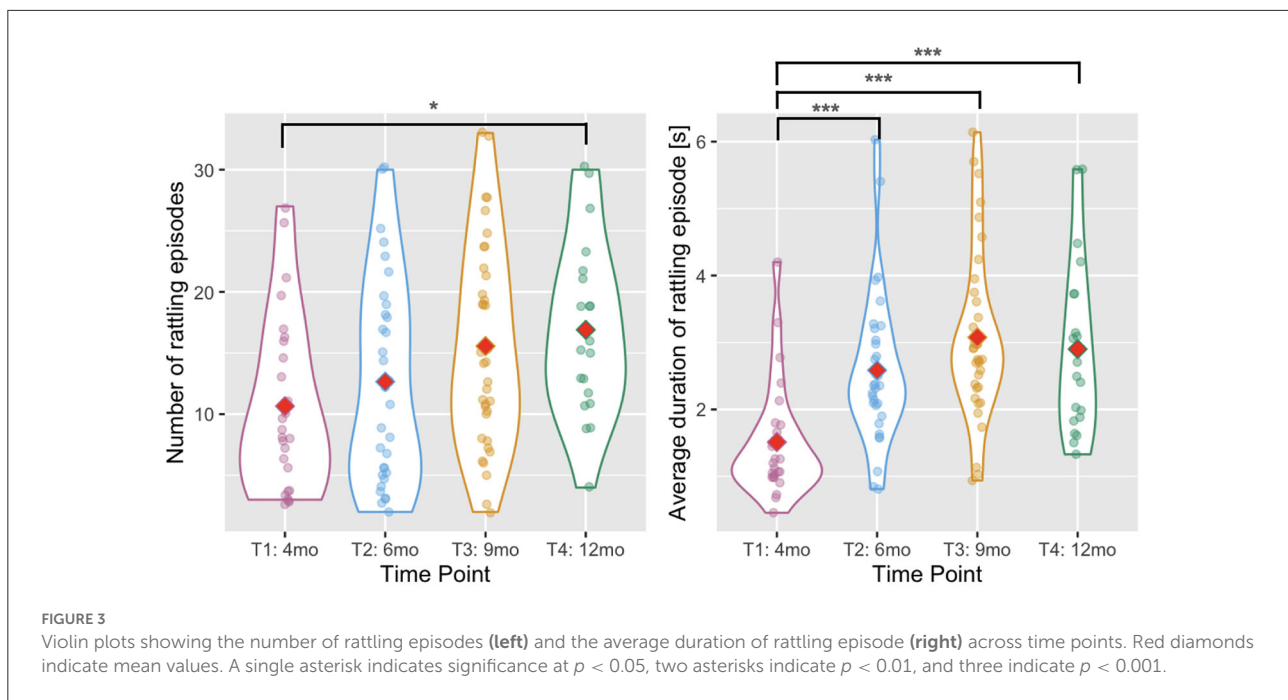 *
Number of rattling episodes
30
20
10
T1: 4mo T2: 6mo T3: 9mo T4: 12mo
Time Point
***
***
***
Average duration of rattling episode [s]
6
4
2
T1: 4mo T2: 6mo T3: 9mo T4: 12mo
Time Point
FIGURE 3
Violin plots showing the number of rattling episodes (left) and the average duration of rattling episode (right) across time points. Red diamonds
indicate mean values. A single asterisk indicates significance at p < 0.05, two asterisks indicate p < 0.01, and three indicate p < 0.001.